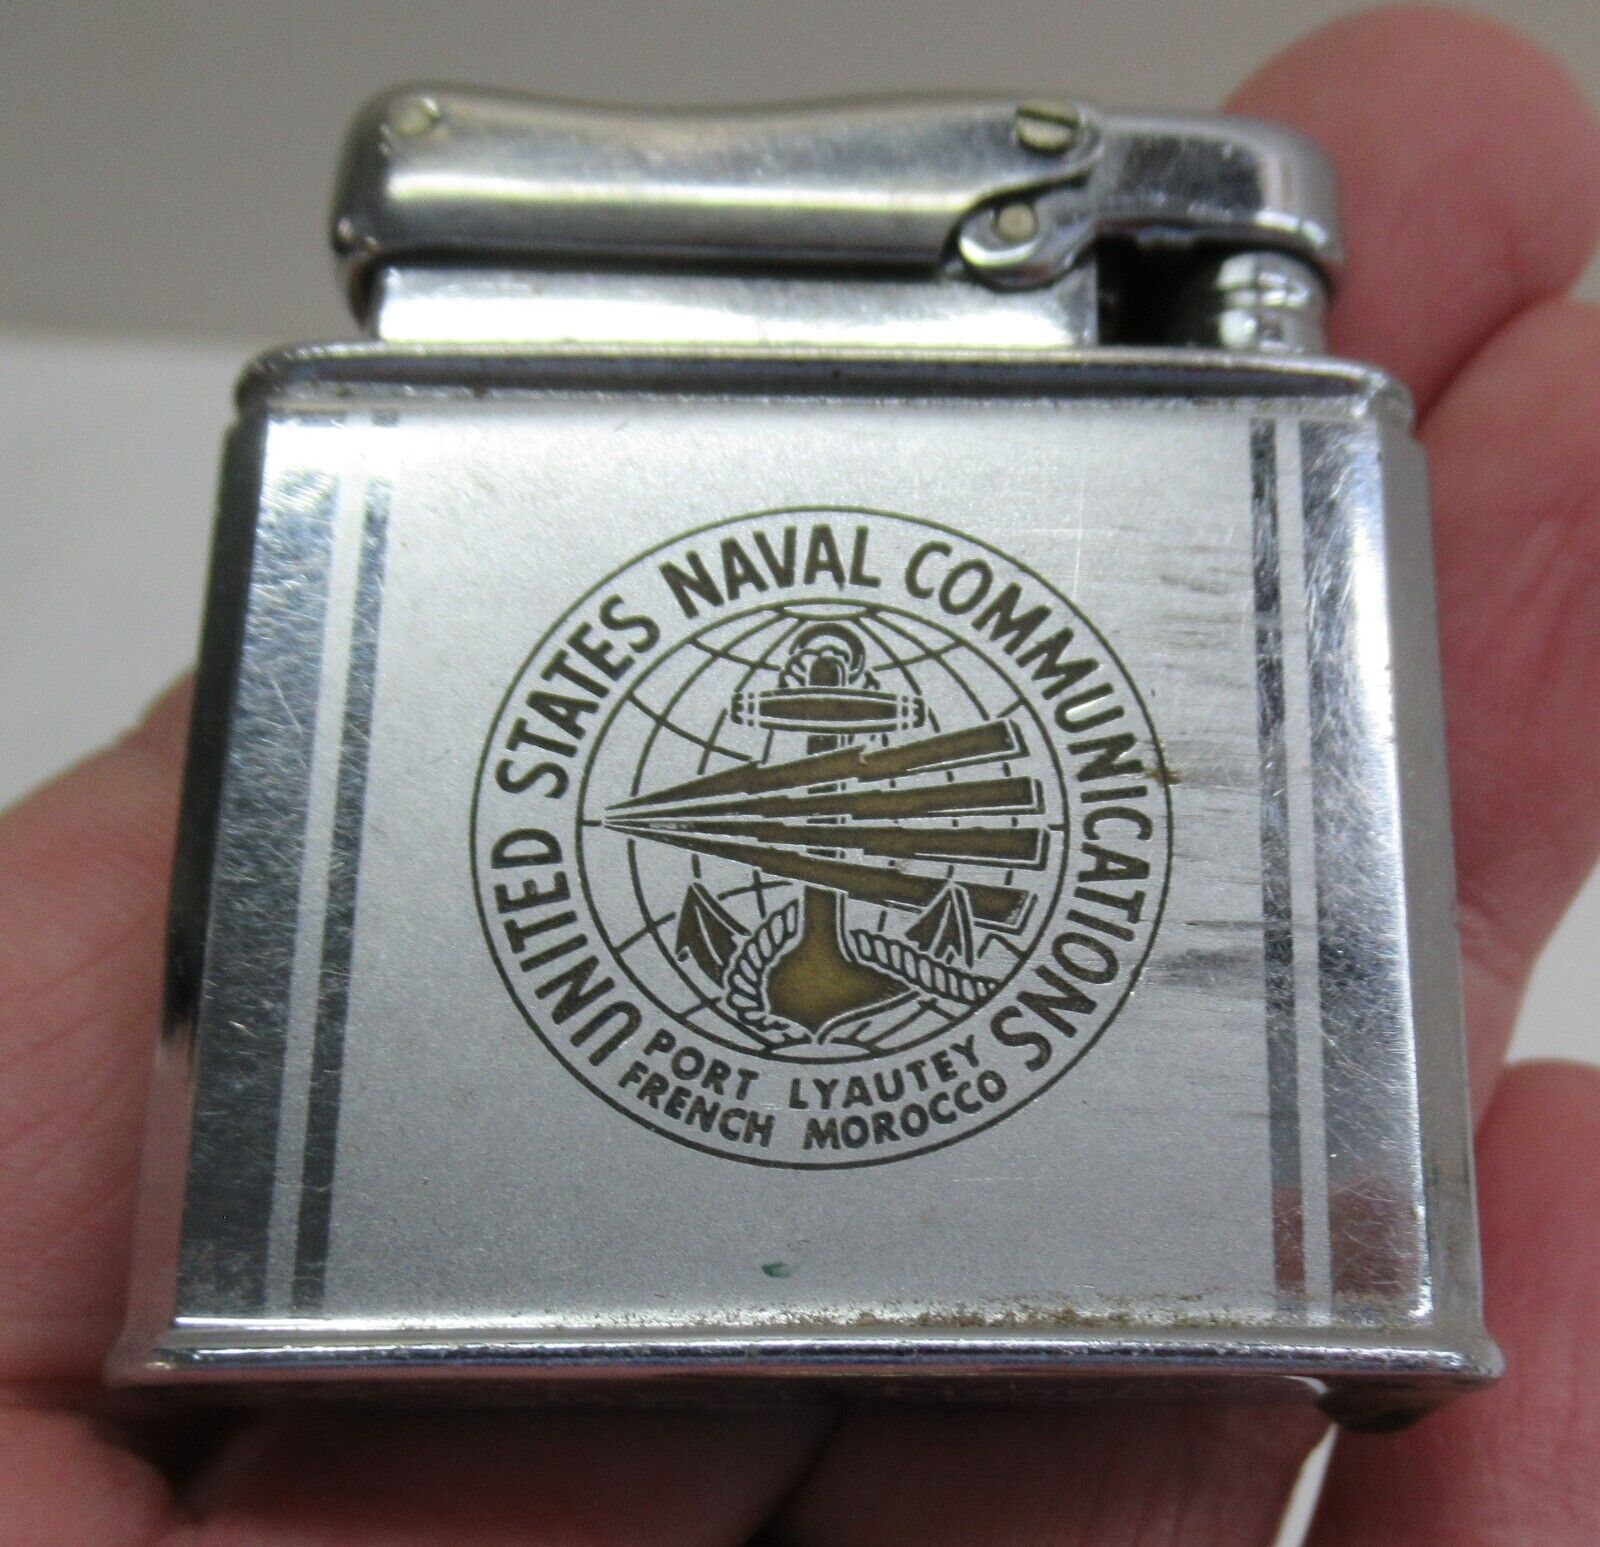 UNITED STATES NAVAL COMMUNICATIONS
PORT LYAUTEY
FRENCH MOROCCO